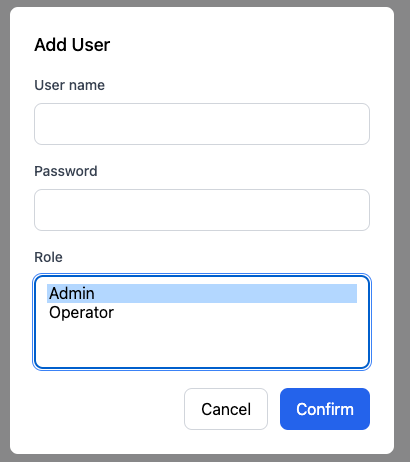 Add User
User name
Password
Role
Admin
Operator
Cancel Confirm